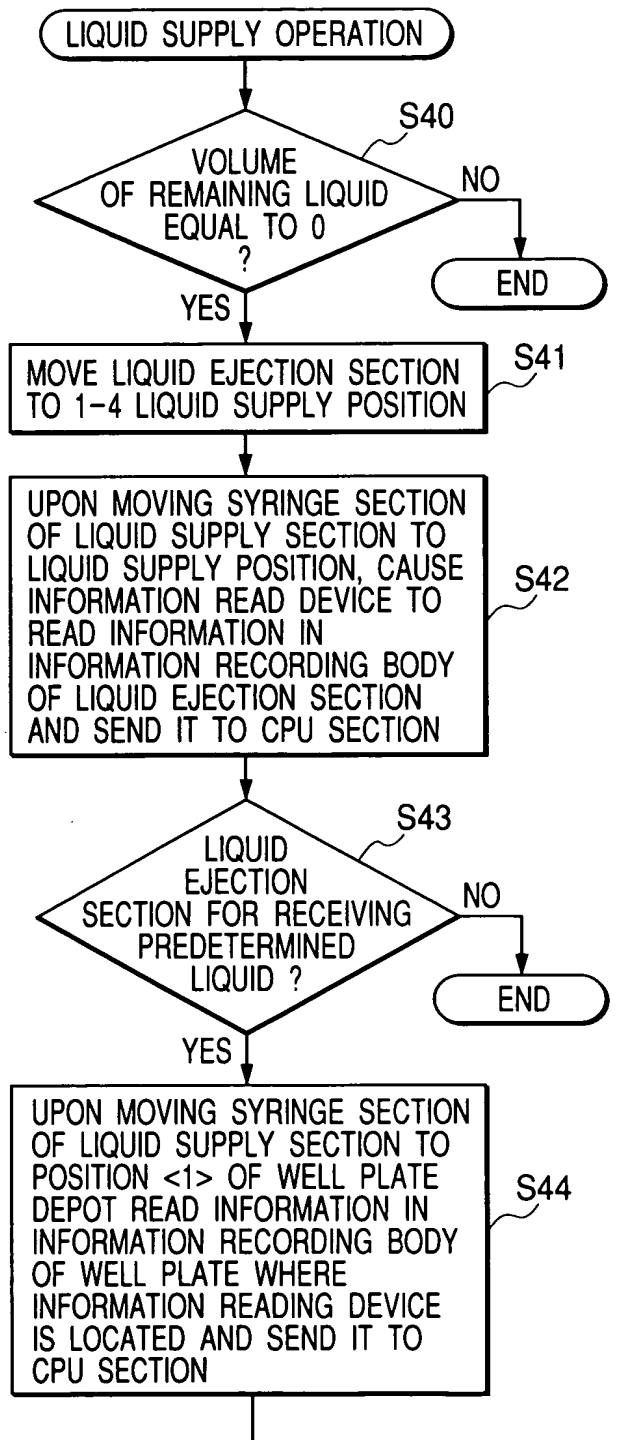 LIQUID SUPPLY OPERATION
S40
VOLUME
OF REMAINING LIQUID
EQUAL TO 0
?
NO
END
YES
S41
MOVE LIQUID EJECTION SECTION
TO 1-4 LIQUID SUPPLY POSITION
UPON MOVING SYRINGE SECTION
OF LIQUID SUPPLY SECTION TO
LIQUID SUPPLY POSITION, CAUSE
INFORMATION READ DEVICE TO
READ INFORMATION IN
INFORMATION RECORDING BODY
OF LIQUID EJECTION SECTION
AND SEND IT TO CPU SECTION
S42
S43
LIQUID
EJECTION
SECTION FOR RECEIVING
PREDETERMINED
LIQUID ?
NO
END
YES
UPON MOVING SYRINGE SECTION
OF LIQUID SUPPLY SECTION TO
POSITION <1> OF WELL PLATE
DEPOT READ INFORMATION IN
INFORMATION RECORDING BODY
OF WELL PLATE WHERE
INFORMATION READING DEVICE
IS LOCATED AND SEND IT TO
CPU SECTION
S44